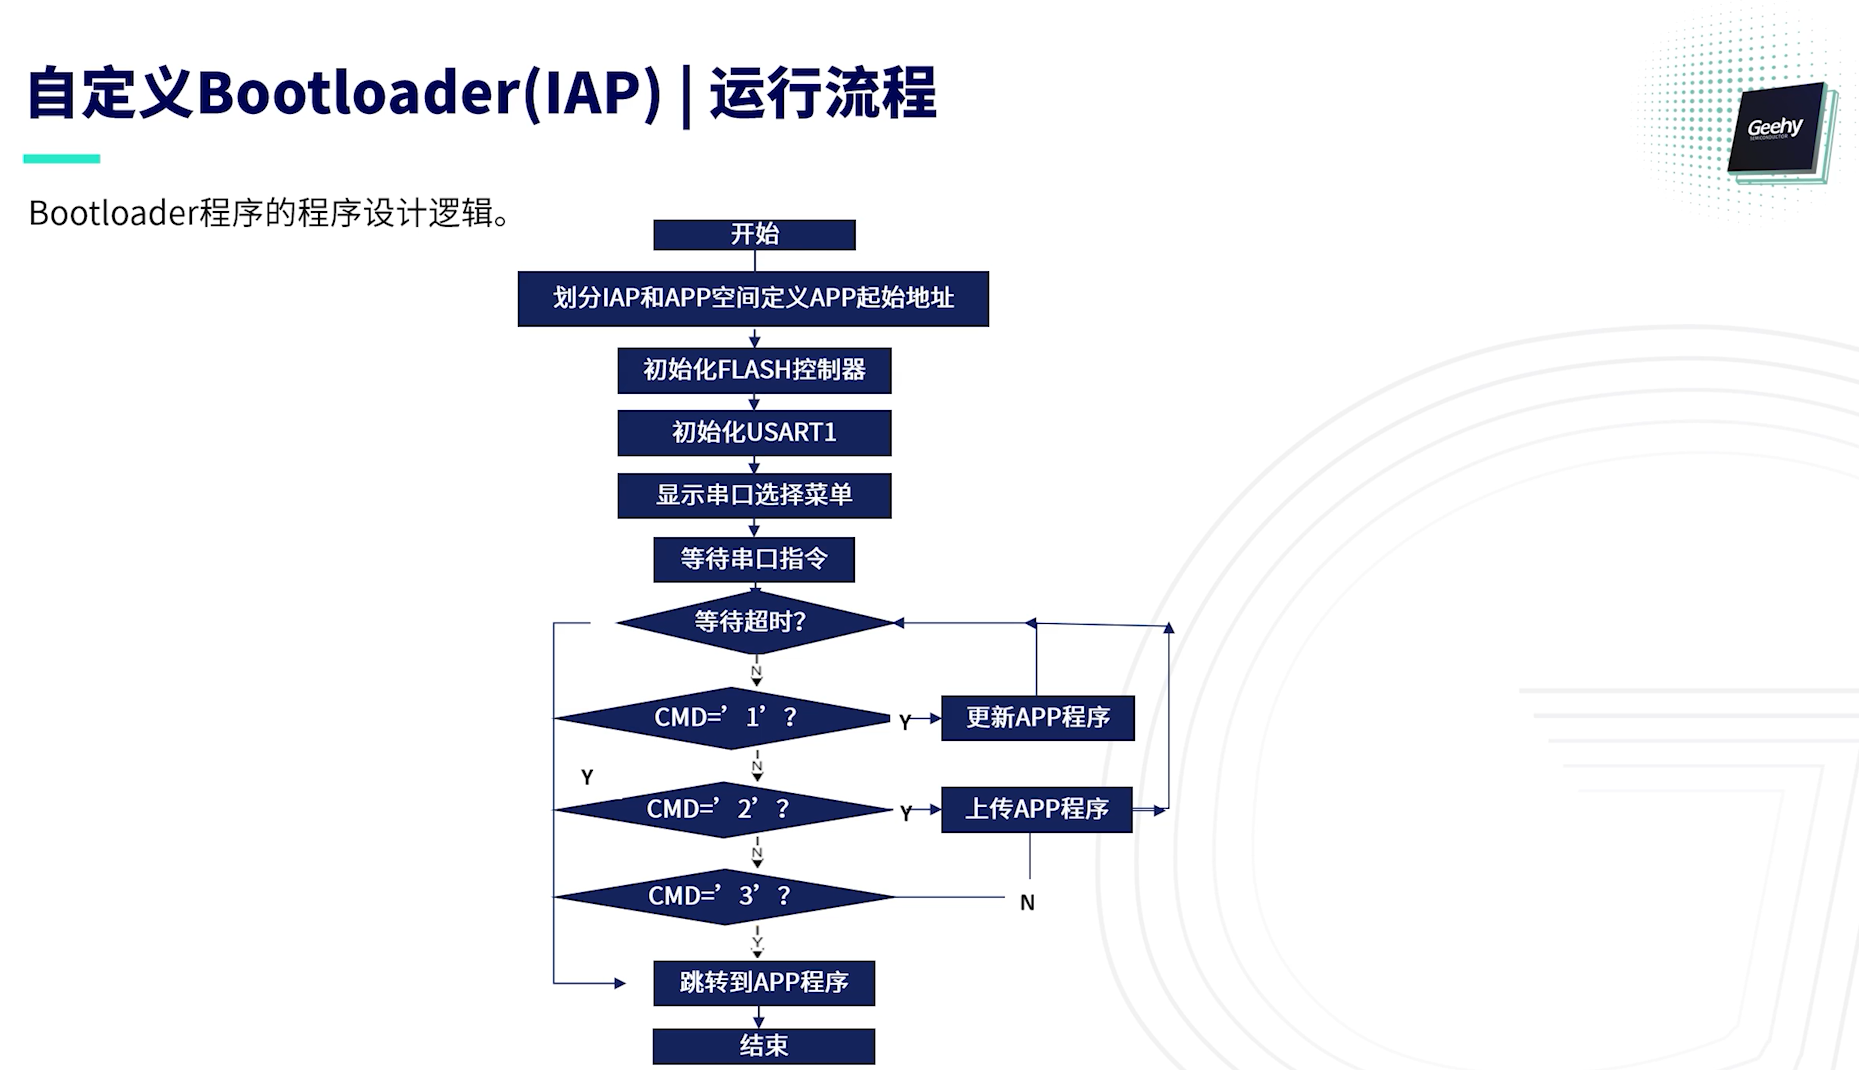 自定义Bootloader(IAP) | 运行流程
Geehy
SEMICONDUCTOR
Bootloader程序的程序设计逻辑。
开始
划分IAP和APP空间定义APP起始地址
初始化FLASH控制器
初始化USART1
显示串口选择菜单
等待串口指令
等待超时?
N
CMD=’1’?
Y
更新APP程序
N
Y
CMD=’2’?
Y
上传APP程序
N
CMD=’3’?
N
Y
跳转到APP程序
结束